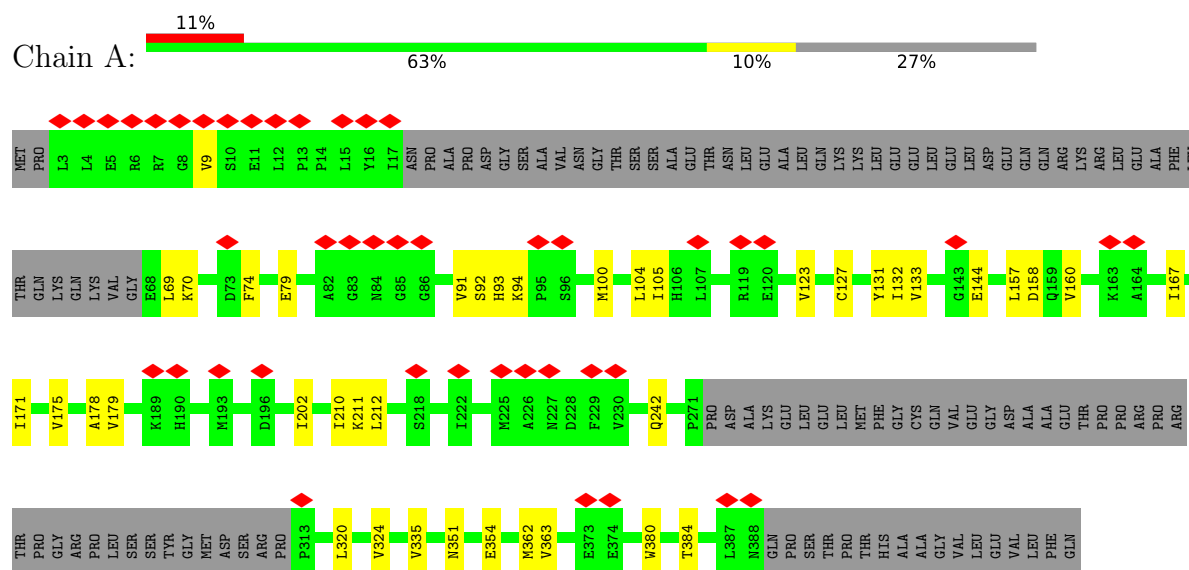 Chain A:
11%
63% 10% 27%
MET PRO L3 L4 E5 R6 R7 G8 V9 S10 E11 L12 P13 P14 L15 Y16 I17 ASN PRO ALA PRO ASP GLY SER ALA VAL ASN GLY THR SER SER ALA GLU THR ASN LEU GLU ALA LEU GLN LYS LYS LEU GLU GLU LEU GLU LEU ASP GLU GLN GLN ARG LYS ARG LEU GLU ALA PHE
THR GLN LYS GLN LYS VAL GLY E68 L69 K70 D73 F74 E79 A82 G83 N84 G85 G86 V91 S92 H93 K94 P95 S96 M100 L104 I105 H106 L107 R119 E120 V123 C127 Y131 I132 V133 G143 E144 L157 D158 Q159 V160 K163 A164 I167
I171 V175 A178 V179 K189 H190 M193 D196 I202 I210 K211 L212 S218 I222 M225 A226 N227 D228 F229 V230 Q242 P271 PRO ASP ALA LYS GLU LEU GLU LEU MET PHE GLY CYS GLN VAL GLU GLY ASP ALA ALA GLU THR PRO PRO ARG PRO ARG
THR PRO GLY ARG PRO LEU SER SER TYR GLY MET ASP SER ARG PRO P313 L320 V324 V335 N351 E354 M362 V363 E373 E374 W380 T384 L387 N388 GLN PRO SER THR PRO THR HIS ALA ALA GLY VAL LEU GLU VAL LEU PHE GLN